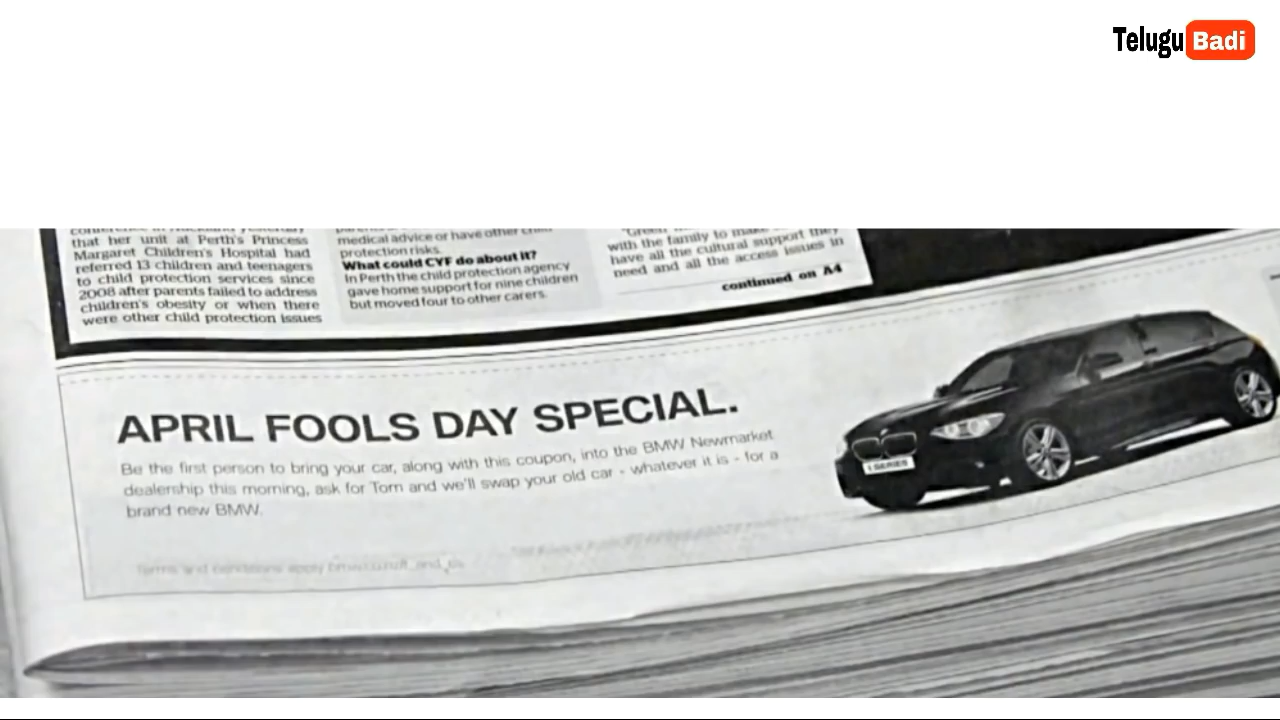 Telugu Badi
that her unit at Perth's Princess
Margaret Children's Hospital had
referred 13 children and teenagers
to child protection services since
2008 after parents failed to address
children's obesity or when there
were other child protection issues
medical advice or have other child
protection risks.
What could CYF do about it?
In Perth the child protection agency
gave home support for nine children
but moved four to other carers.
with the family to make
have all the cultural support they
need and all the access issues in
continued on A4
APRIL FOOLS DAY SPECIAL.
Be the first person to bring your car, along with this coupon, into the BMW Newmarket
dealership this morning, ask for Tom and we'll swap your old car - whatever it is - for a
brand new BMW.
Terms and conditions apply
1 SERIES